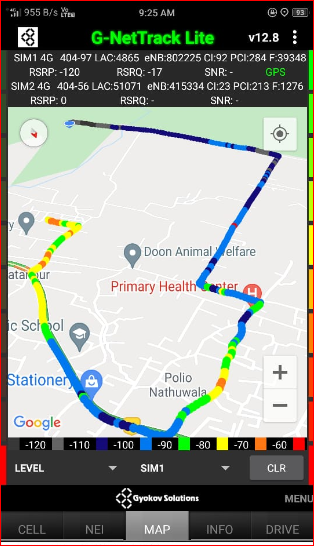 955 B/s Vo LTE 9:25 AM 93
G-NetTrack Lite v12.8
SIM1 4G 404-97 LAC:4865 eNB:802225 CI:92 PCI:284 F:39348
RSRP:-120 RSRQ:-17 SNR: - GPS
SIM2 4G 404-56 LAC:51071 eNB:415334 CI:23 PCI:213 F:1276
RSRP: 0 RSRQ: - SNR: -
Doon Animal Welfare
Primary Health Center
H
ic School
Stationery
Polio
Nathuwala
+
−
Google
-120 -110 -100 -90 -80 -70 -60
LEVEL SIM1 CLR
Gyokov Solutions MENU
CELL NEI MAP INFO DRIVE